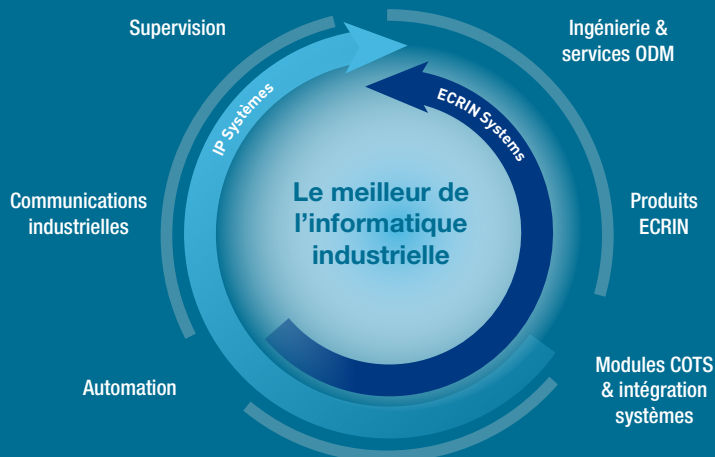 Supervision
Ingénierie &
services ODM
IP Systèmes
ECRIN Systems
Le meilleur de
l'informatique
industrielle
Communications
industrielles
Produits
ECRIN
Automation
Modules COTS
& intégration
systèmes